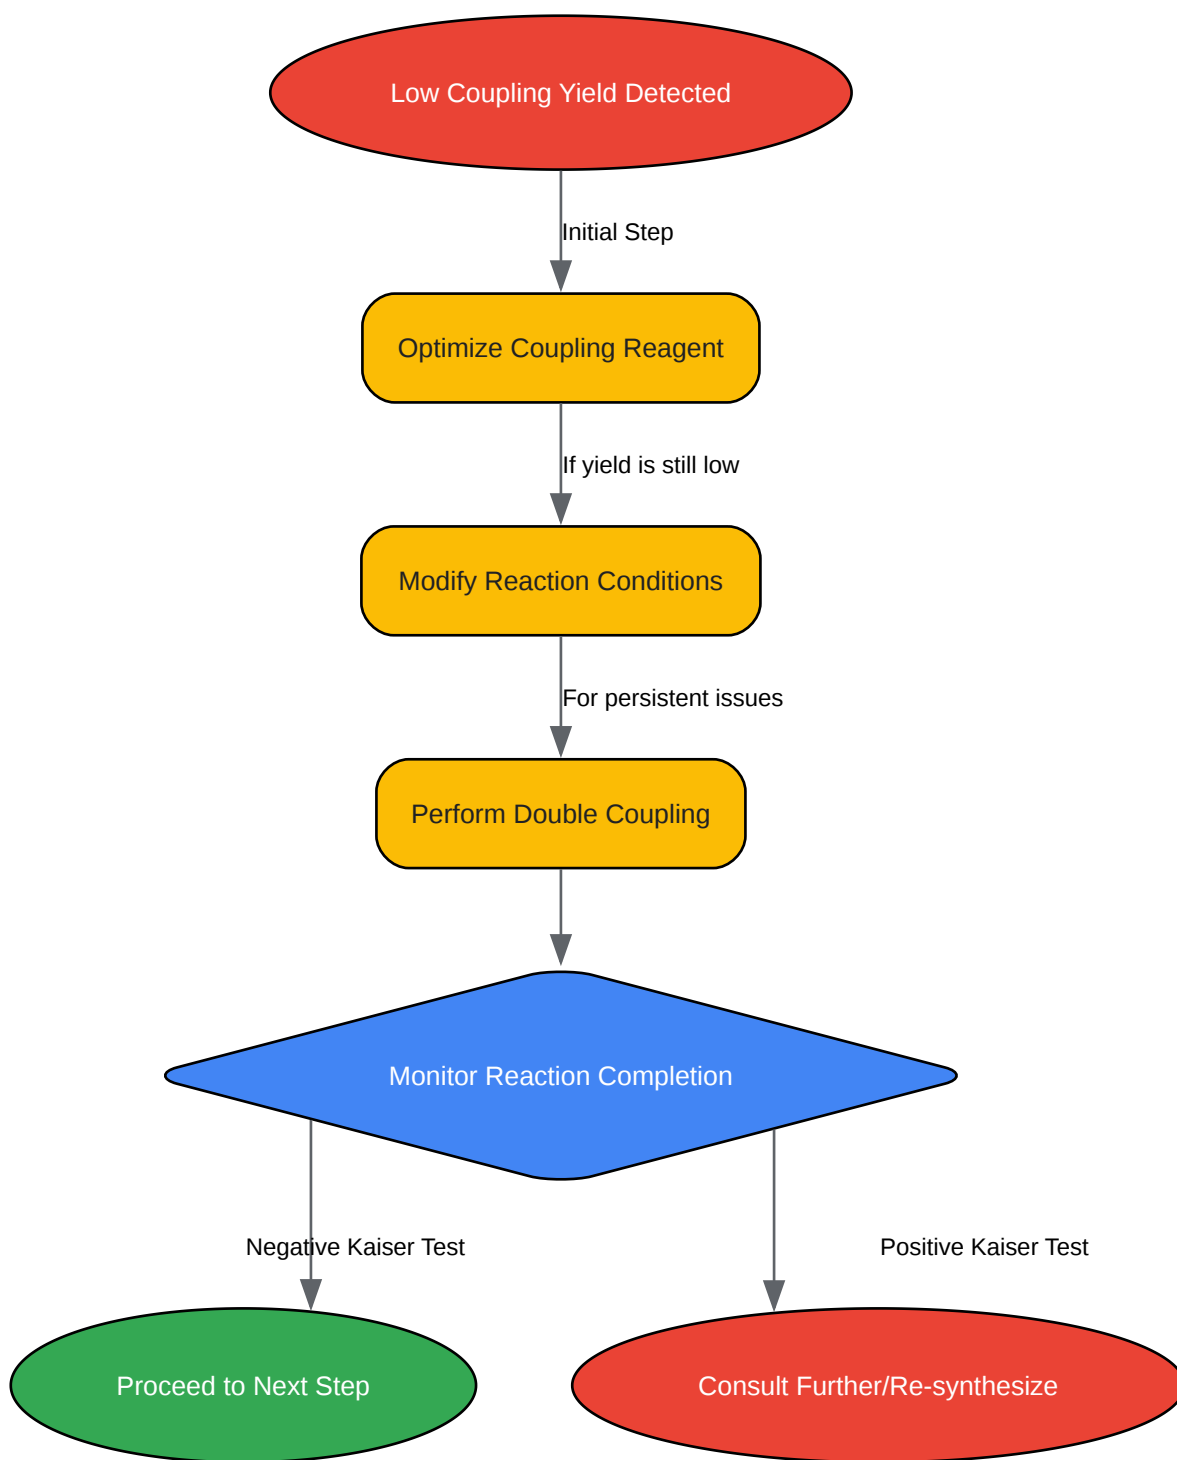 Low Coupling Yield Detected
Initial Step
Optimize Coupling Reagent
If yield is still low
Modify Reaction Conditions
For persistent issues
Perform Double Coupling
Monitor Reaction Completion
Negative Kaiser Test
Positive Kaiser Test
Proceed to Next Step
Consult Further/Re-synthesize